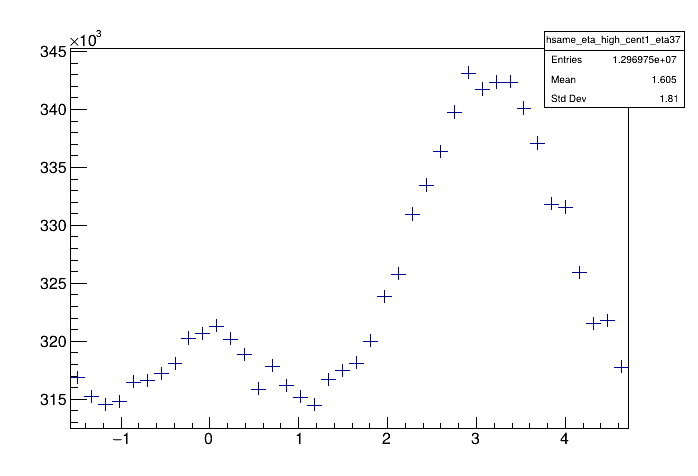 ×10³
hsame_eta_high_cent1_eta37
Entries 1.296975e+07
Mean 1.605
Std Dev 1.81
345
340
335
330
325
320
315
−1 0 1 2 3 4